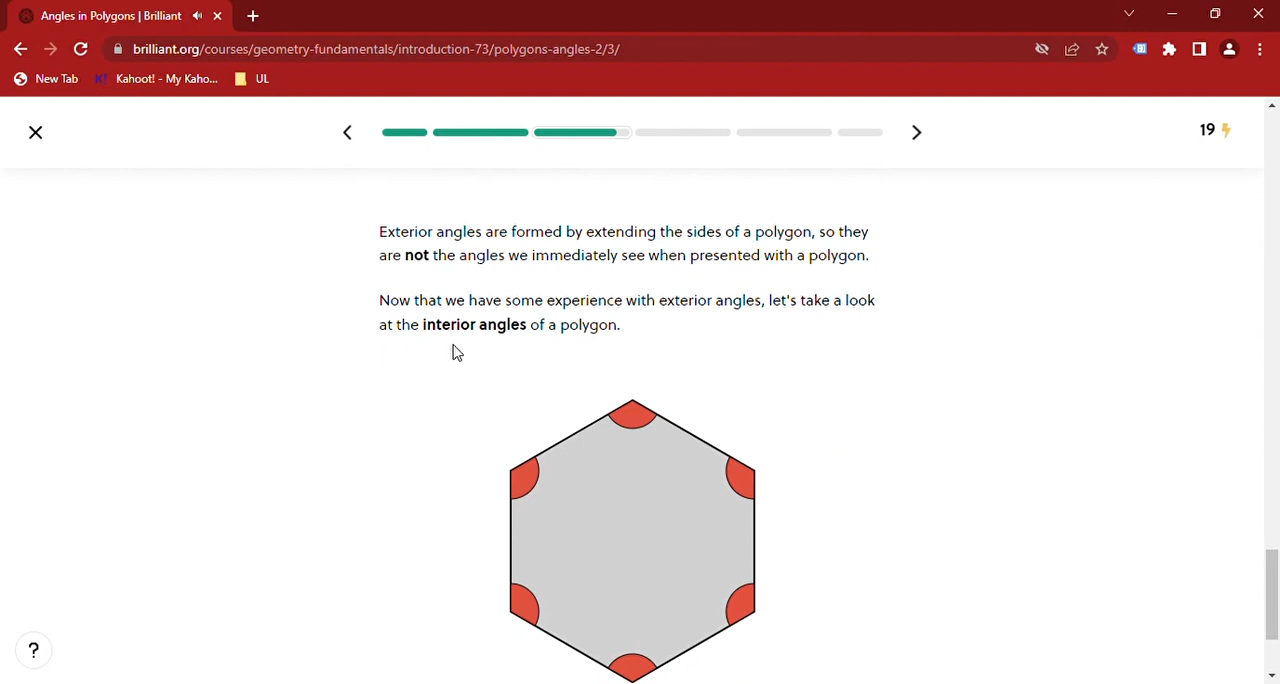 Angles in Polygons | Brilliant
brilliant.org/courses/geometry-fundamentals/introduction-73/polygons-angles-2/3/
New Tab K! Kahoot! - My Kaho... UL
19
Exterior angles are formed by extending the sides of a polygon, so they
are not the angles we immediately see when presented with a polygon.
Now that we have some experience with exterior angles, let's take a look
at the interior angles of a polygon.
?